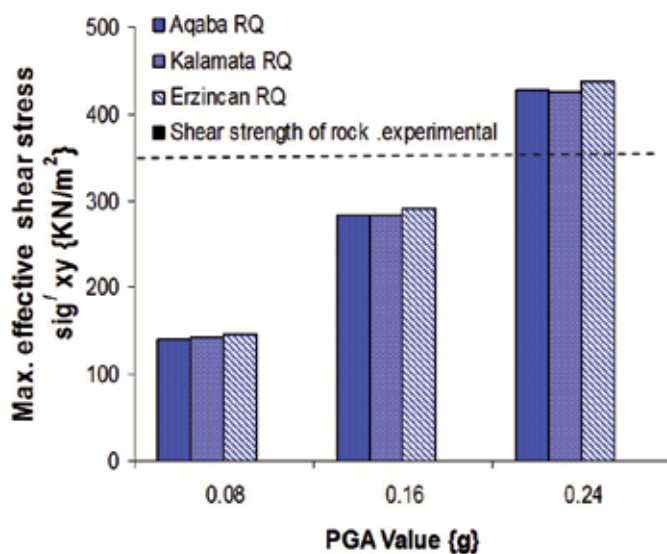 500
400
300
200
100
0
Max. effective shear stress
sig/ xy {KN/m2
Aqaba RQ
Kalamata RQ
Erzincan RQ
Shear strength of rock .experimental
0.08 0.16 0.24
PGA Value {g}